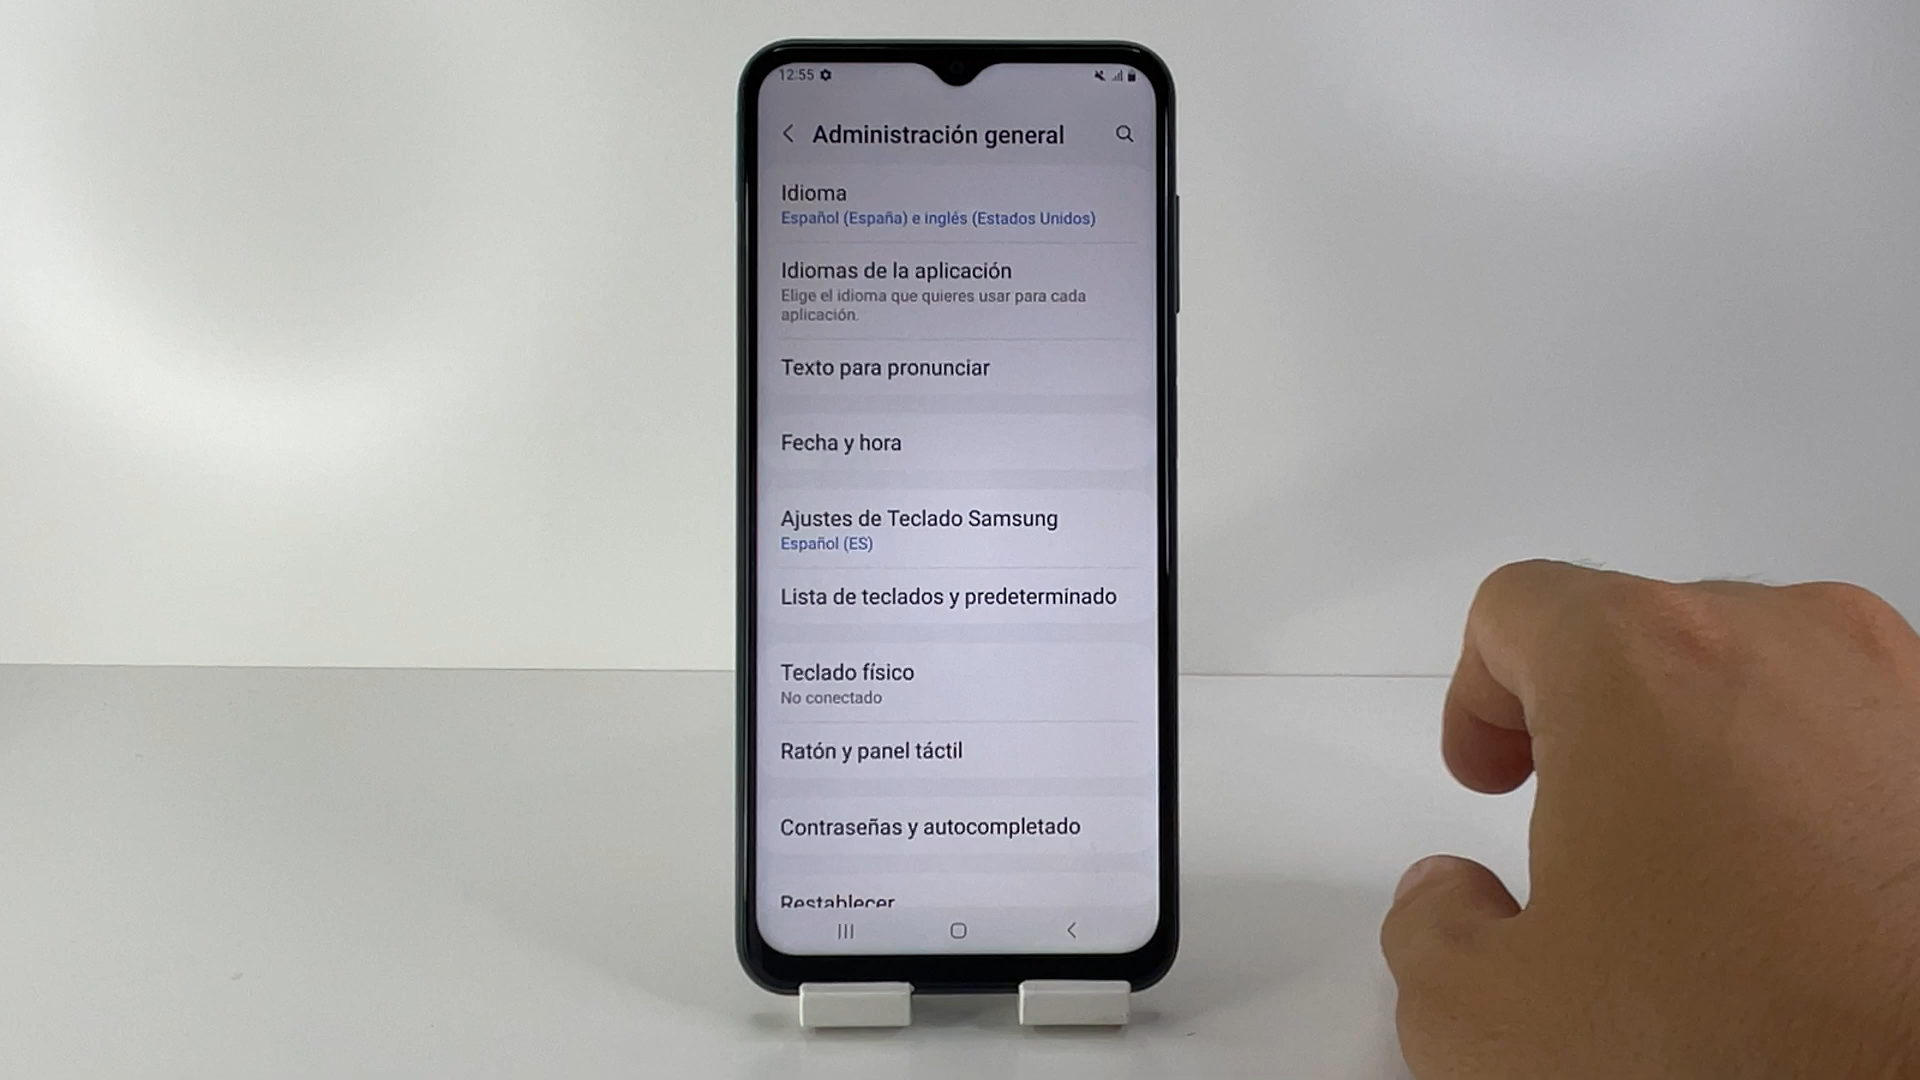 12:55
Administración general
Idioma
Español (España) e inglés (Estados Unidos)
Idiomas de la aplicación
Elige el idioma que quieres usar para cada
aplicación.
Texto para pronunciar
Fecha y hora
Ajustes de Teclado Samsung
Español (ES)
Lista de teclados y predeterminado
Teclado físico
No conectado
Ratón y panel táctil
Contraseñas y autocompletado
Restablecer